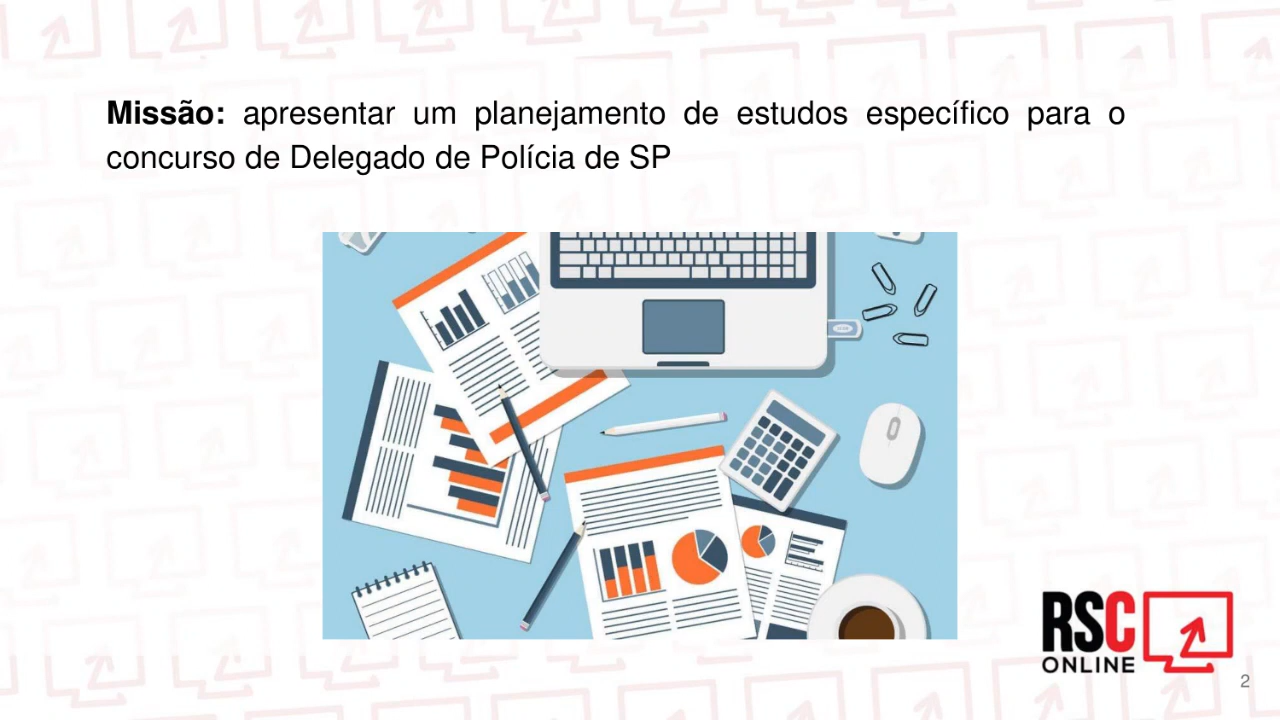 Missão: apresentar um planejamento de estudos específico para o
concurso de Delegado de Polícia de SP
RSC
ONLINE
2